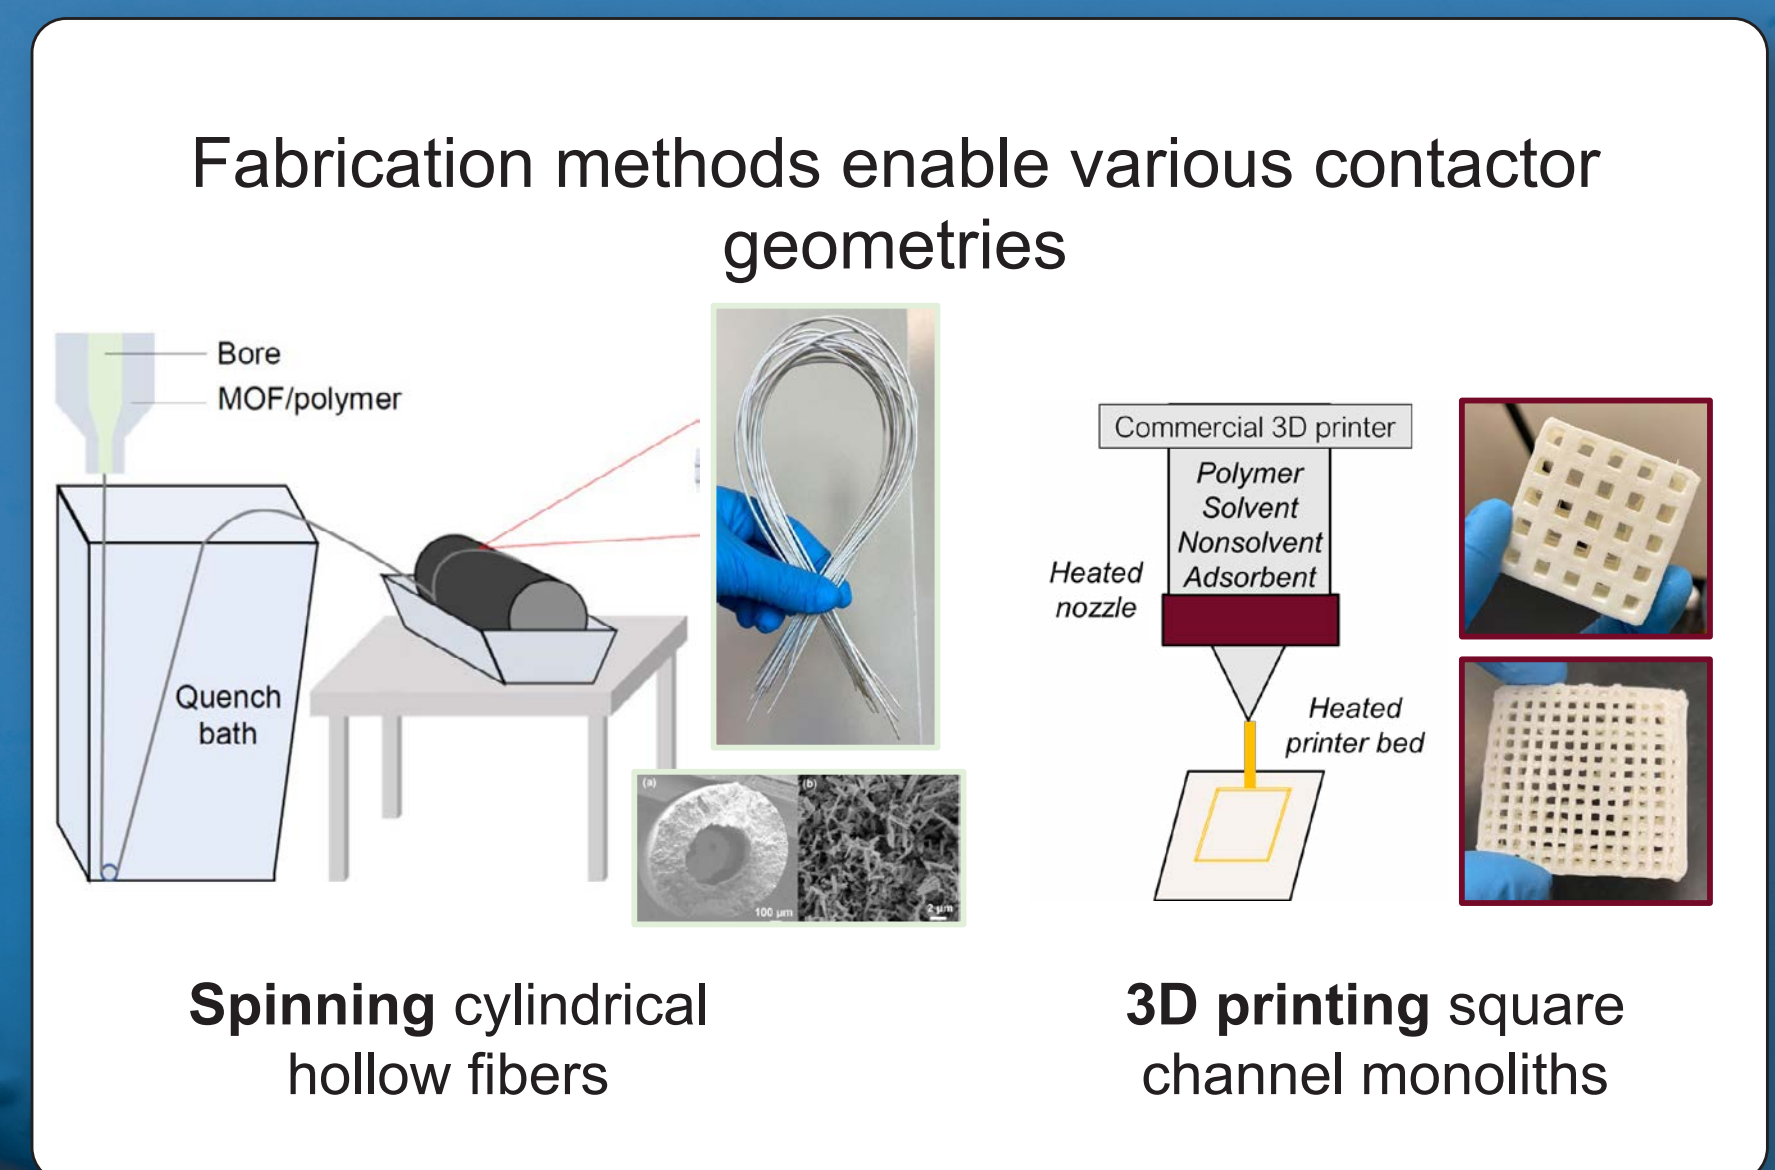 Fabrication methods enable various contactor
geometries
Bore
MOF/polymer
Quench
bath
(a)
100 µm
(b)
2 µm
Spinning cylindrical
hollow fibers
Commercial 3D printer
Polymer
Solvent
Nonsolvent
Adsorbent
Heated
nozzle
Heated
printer bed
3D printing square
channel monoliths